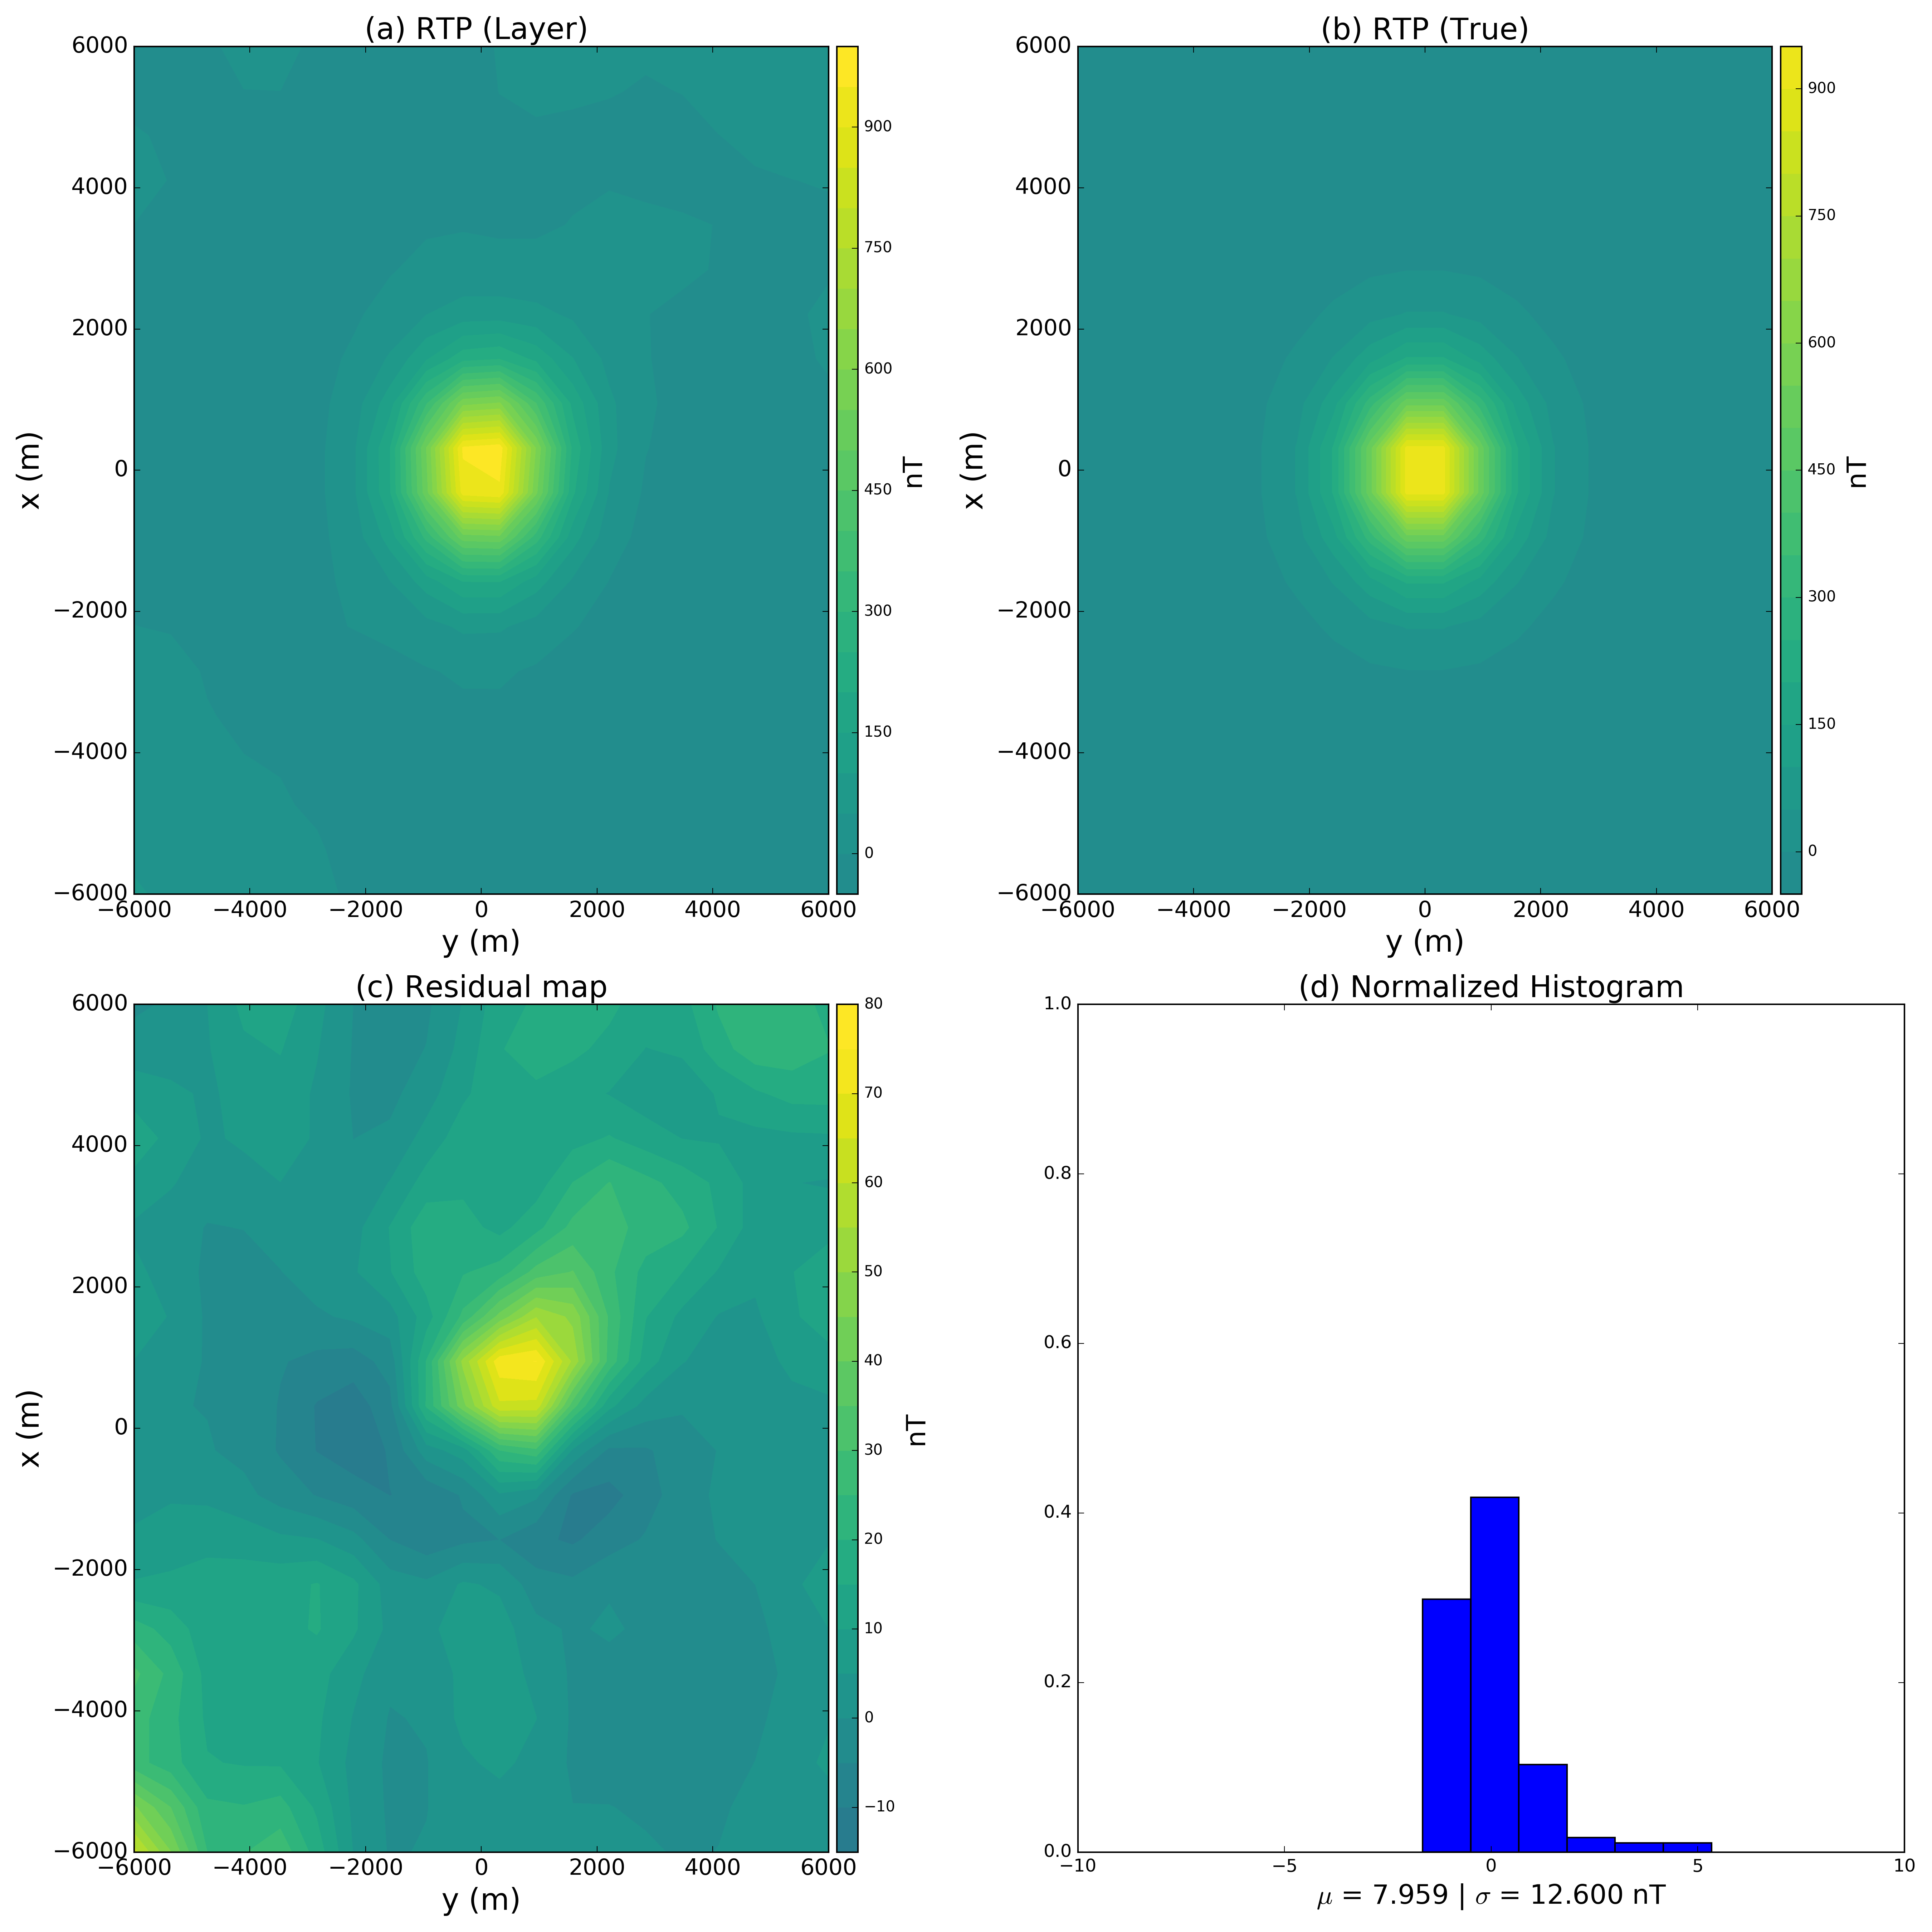 (a) RTP (Layer)
6000
4000
2000
0
−2000
−4000
−6000
x (m)
−6000 −4000 −2000 0 2000 4000 6000
y (m)
900
750
600
450
300
150
0
nT
(b) RTP (True)
6000
4000
2000
0
−2000
−4000
−6000
x (m)
−6000 −4000 −2000 0 2000 4000 6000
y (m)
900
750
600
450
300
150
0
nT
(c) Residual map
6000
4000
2000
0
−2000
−4000
−6000
x (m)
−6000 −4000 −2000 0 2000 4000 6000
y (m)
80
70
60
50
40
30
20
10
0
−10
nT
(d) Normalized Histogram
1.0
0.8
0.6
0.4
0.2
0.0
−10 −5 0 5 10
μ = 7.959 | σ = 12.600 nT